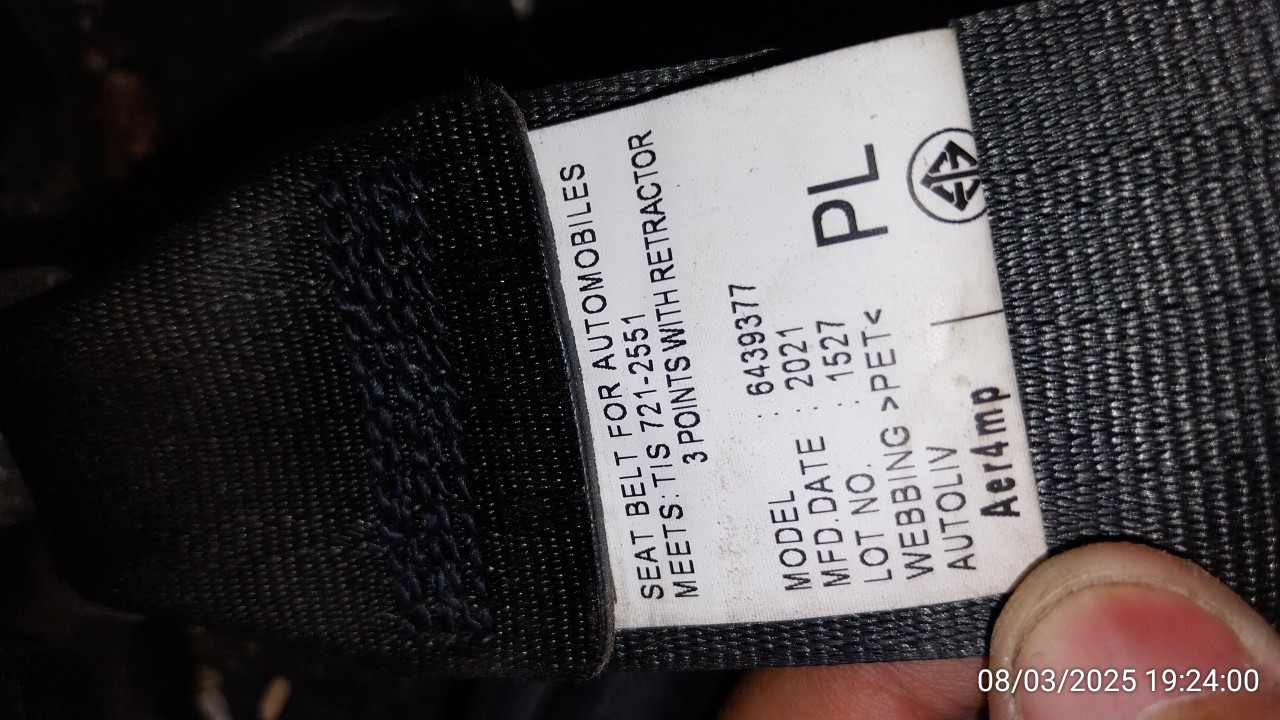 SEAT BELT FOR AUTOMOBILES
MEETS: TIS 721-2551
3 POINTS WITH RETRACTOR
MODEL : 6439377
MFD.DATE : 2021
LOT NO. : 1527
WEBBING >PET<
AUTOLIV
Aer4mp
PL
08/03/2025 19:24:00